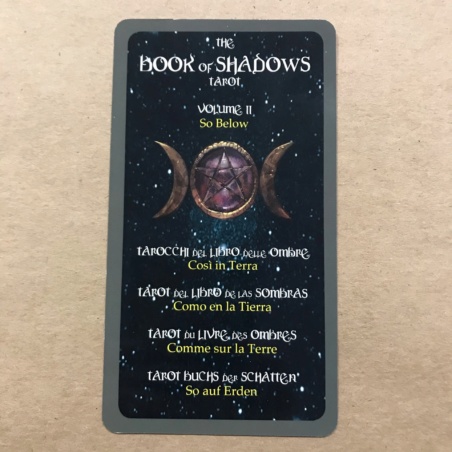 THE
BOOK OF SHADOWS
TAROT
VOLUME II
So Below
TAROCCHI DEL LIBRO DELLE OMBRE
Così in Terra
TAROT DEL LIBRO DE LAS SOMBRAS
Como en la Tierra
TAROT DU LIVRE DES OMBRES
Comme sur la Terre
TAROT BUCHS DER SCHATTEN
So auf Erden